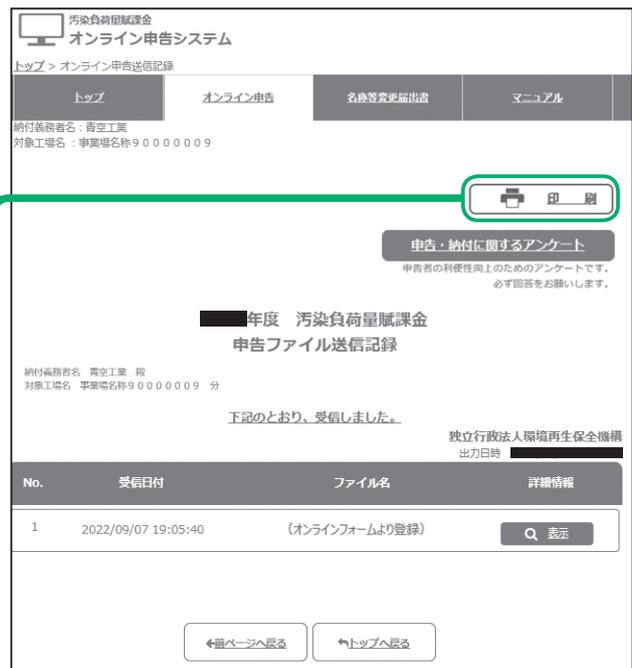 汚染負荷量賦課金
オンライン申告システム
トップ > オンライン申告送信記録
トップ オンライン申告 名称等変更届出書 マニュアル
納付義務者名：青空工業
対象工場名：事業場名称９０００００９
印　刷
申告・納付に関するアンケート
申告者の利便性向上のためのアンケートです。
必ず回答をお願いします。
年度　汚染負荷量賦課金
申告ファイル送信記録
納付義務者名　青空工業　殿
対象工場名　事業場名称９０００００９　分
下記のとおり、受信しました。
独立行政法人環境再生保全機構
出力日時
No. 受信日付 ファイル名 詳細情報
1 2022/09/07 19:05:40 （オンラインフォームより登録） 表示
前ページへ戻る トップへ戻る